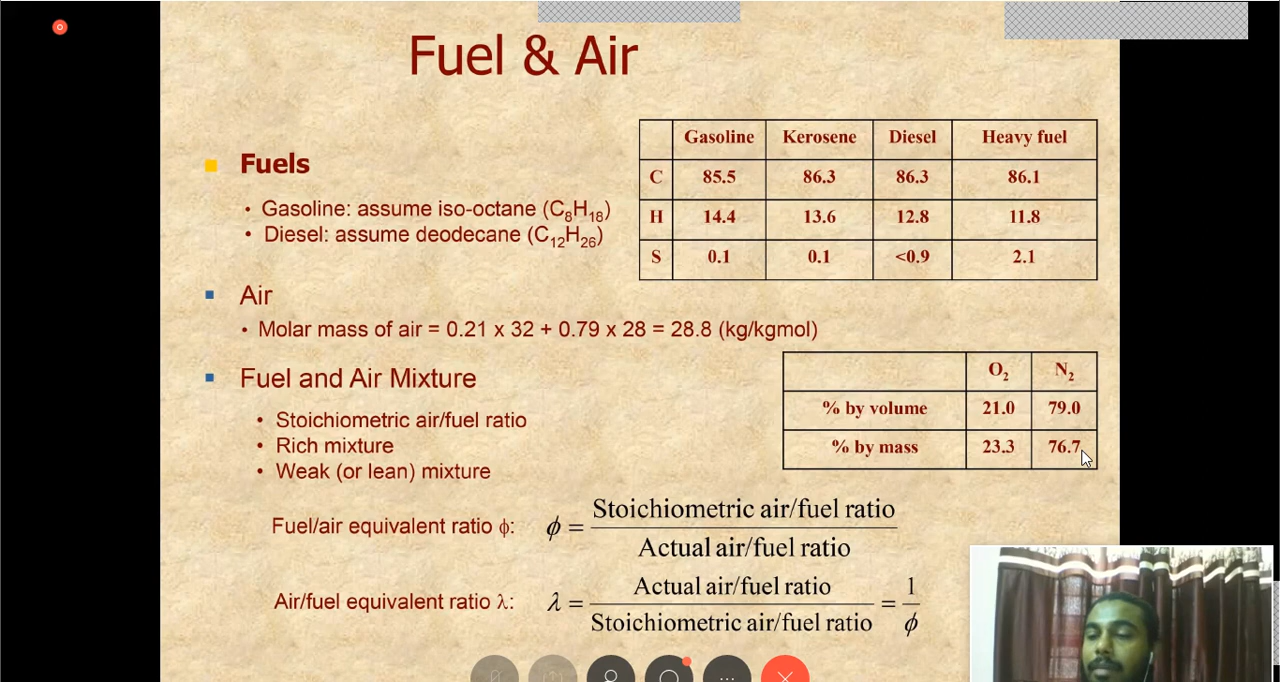 Fuel & Air
Fuels
• Gasoline: assume iso-octane (C₈H₁₈)
• Diesel: assume deodecane (C₁₂H₂₆)
Gasoline Kerosene Diesel Heavy fuel
C 85.5 86.3 86.3 86.1
H 14.4 13.6 12.8 11.8
S 0.1 0.1 <0.9 2.1
Air
• Molar mass of air = 0.21 x 32 + 0.79 x 28 = 28.8 (kg/kgmol)
Fuel and Air Mixture
• Stoichiometric air/fuel ratio
• Rich mixture
• Weak (or lean) mixture
O₂ N₂
% by volume 21.0 79.0
% by mass 23.3 76.7
Fuel/air equivalent ratio ϕ: ϕ = Stoichiometric air/fuel ratio / Actual air/fuel ratio
Air/fuel equivalent ratio λ: λ = Actual air/fuel ratio / Stoichiometric air/fuel ratio = 1 / ϕ